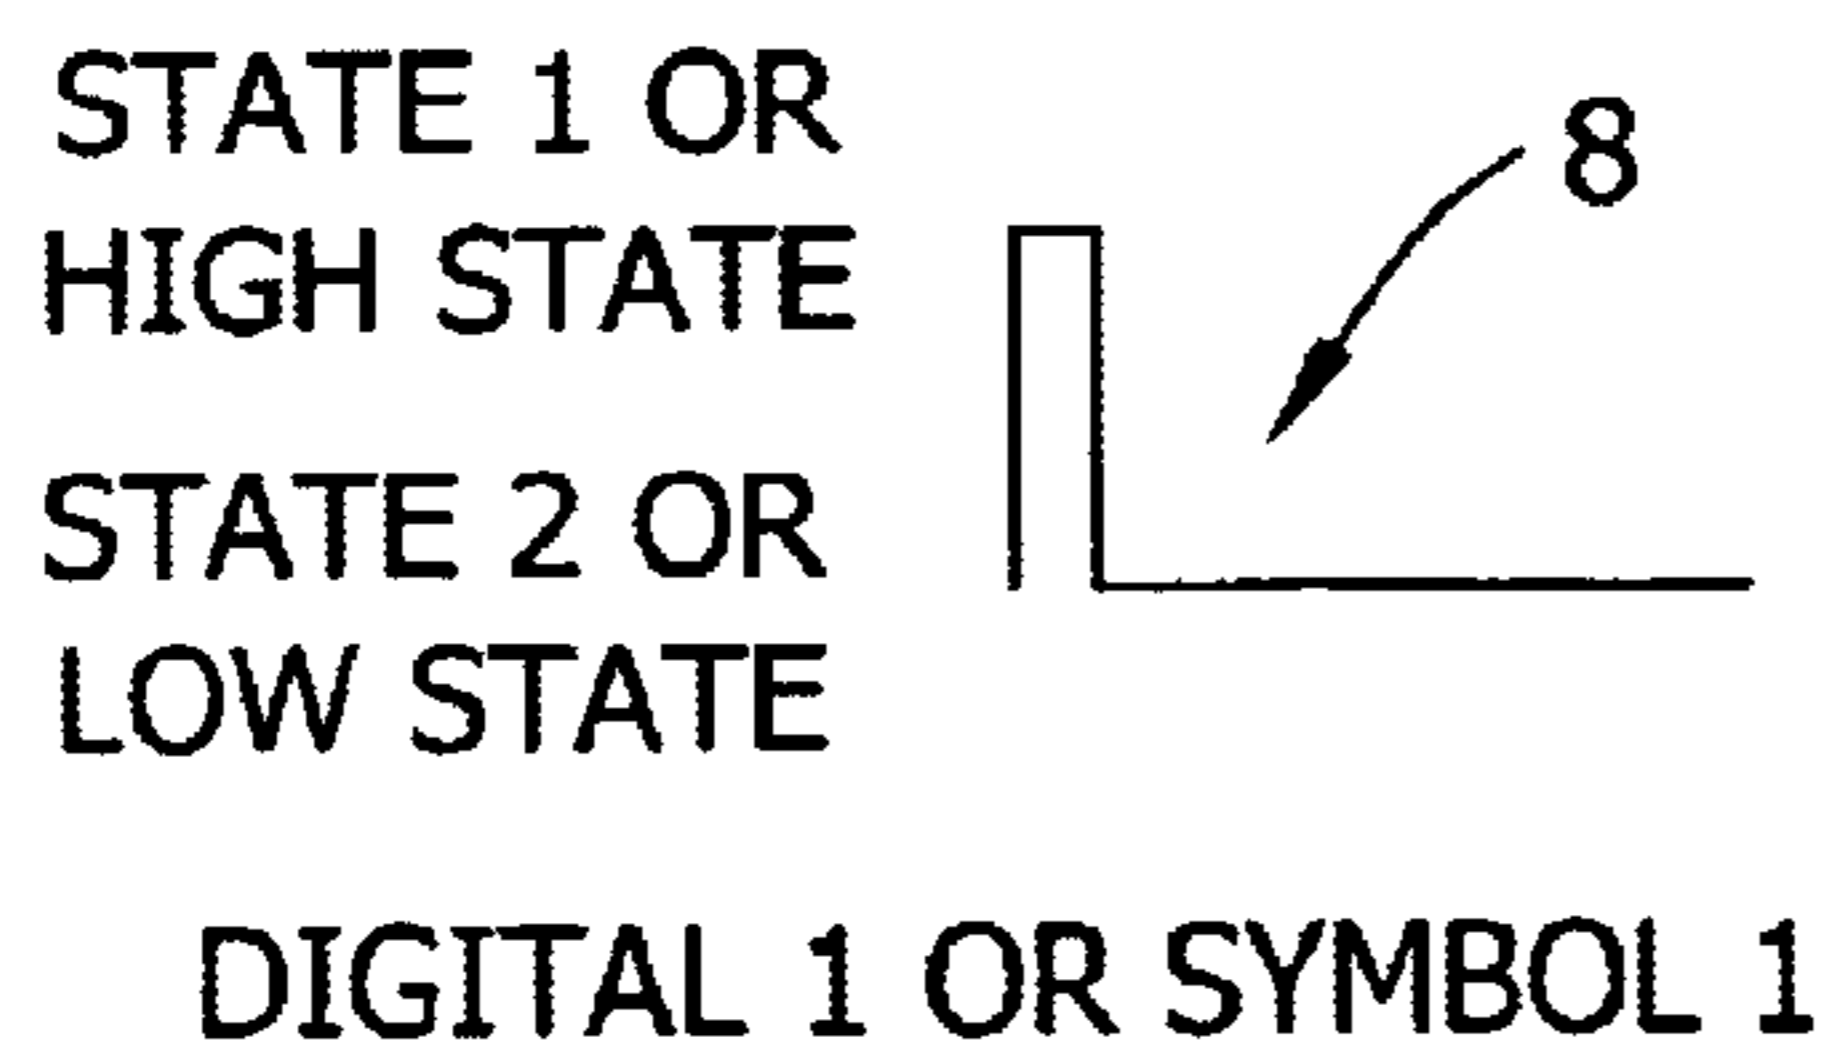 STATE 1 OR
HIGH STATE
8
STATE 2 OR
LOW STATE
DIGITAL 1 OR SYMBOL 1